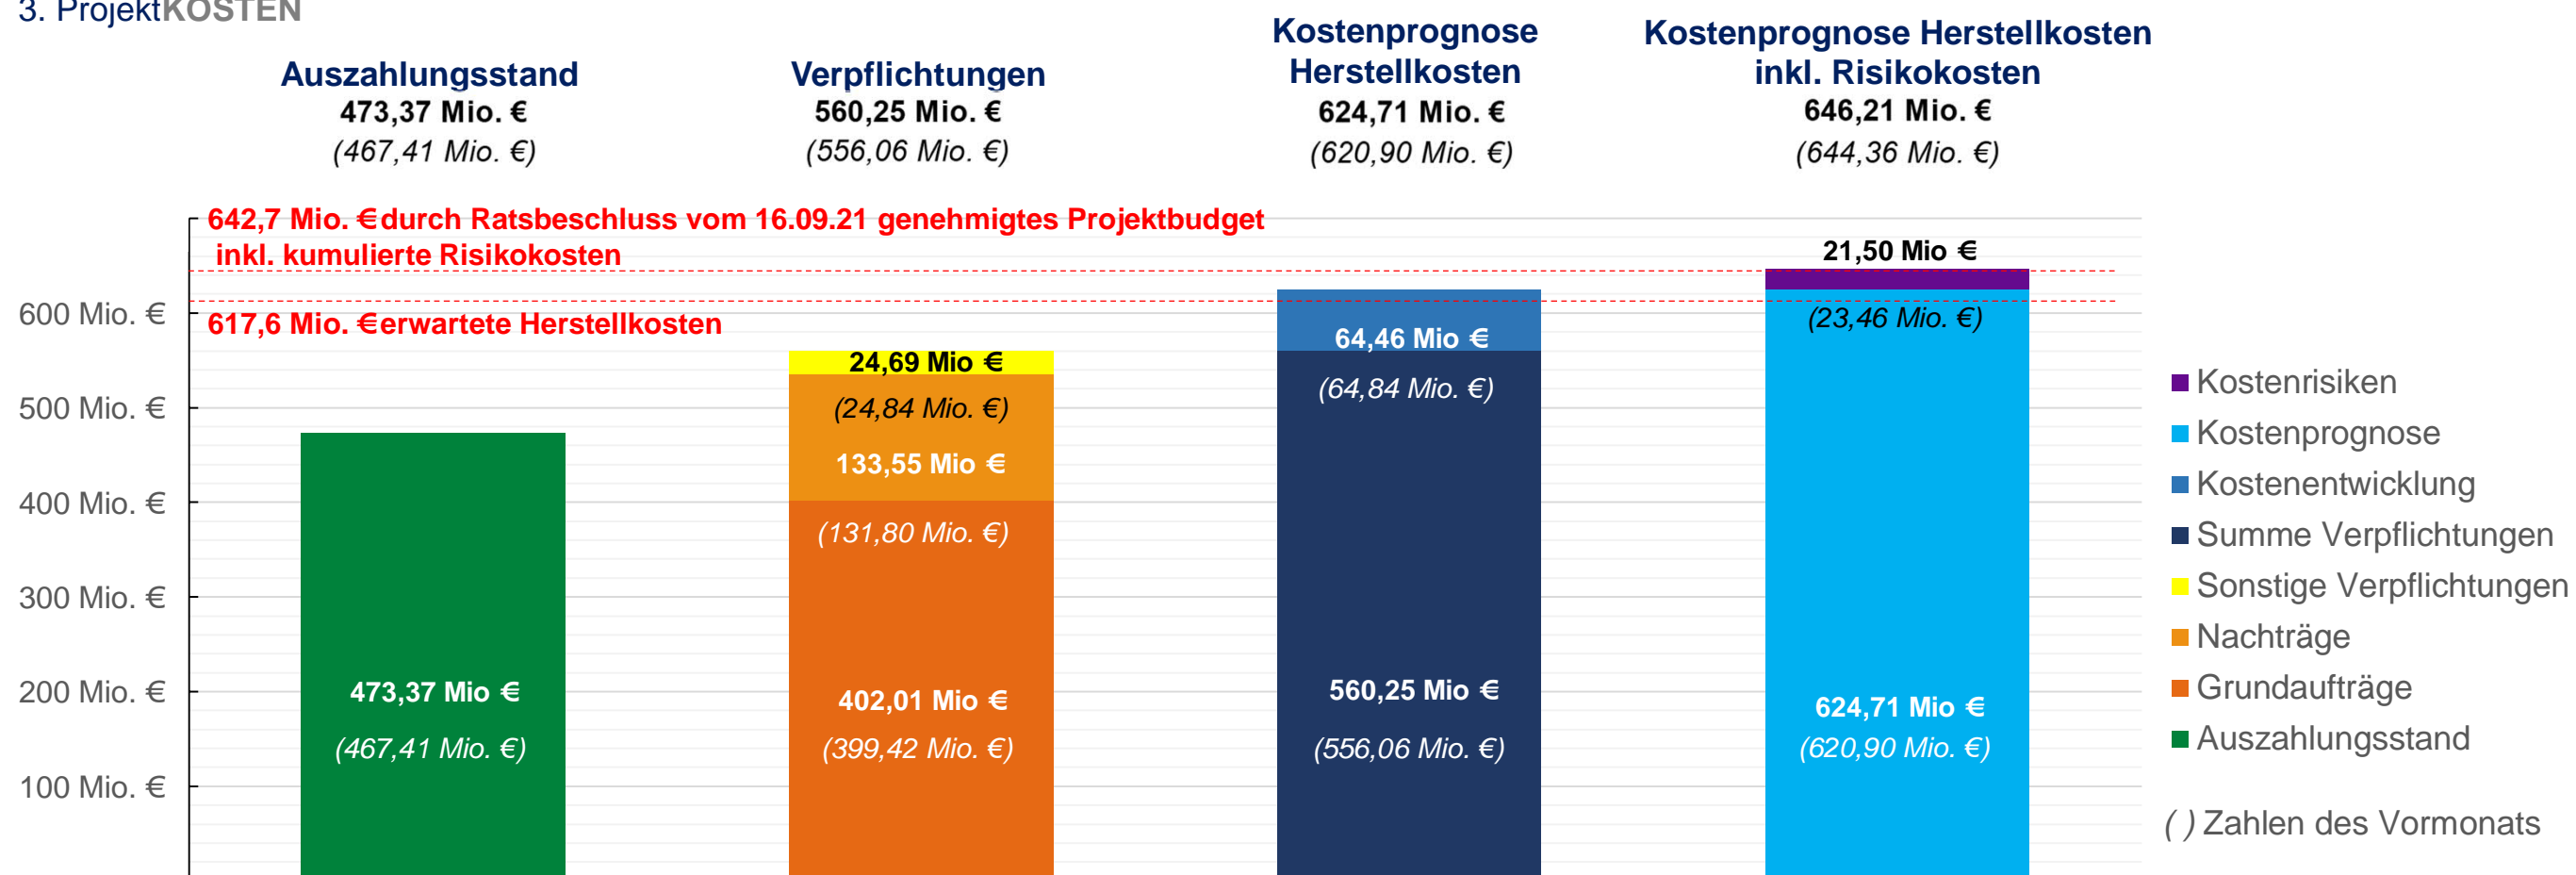 3. ProjektKOSTEN
Auszahlungsstand
473,37 Mio. €
(467,41 Mio. €)
Verpflichtungen
560,25 Mio. €
(556,06 Mio. €)
Kostenprognose
Herstellkosten
624,71 Mio. €
(620,90 Mio. €)
Kostenprognose Herstellkosten
inkl. Risikokosten
646,21 Mio. €
(644,36 Mio. €)
642,7 Mio. € durch Ratsbeschluss vom 16.09.21 genehmigtes Projektbudget
inkl. kumulierte Risikokosten
617,6 Mio. € erwartete Herstellkosten
600 Mio. €
500 Mio. €
400 Mio. €
300 Mio. €
200 Mio. €
100 Mio. €
473,37 Mio €
(467,41 Mio. €)
24,69 Mio €
(24,84 Mio. €)
133,55 Mio €
(131,80 Mio. €)
402,01 Mio €
(399,42 Mio. €)
64,46 Mio €
(64,84 Mio. €)
560,25 Mio €
(556,06 Mio. €)
21,50 Mio €
(23,46 Mio. €)
624,71 Mio €
(620,90 Mio. €)
Kostenrisiken
Kostenprognose
Kostenentwicklung
Summe Verpflichtungen
Sonstige Verpflichtungen
Nachträge
Grundaufträge
Auszahlungsstand
( ) Zahlen des Vormonats